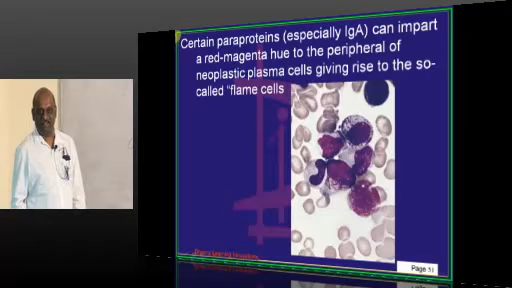 Certain paraproteins (especially IgA) can impart
a red-magenta hue to the peripheral of
neoplastic plasma cells giving rise to the so-
called "flame cells
Page 31